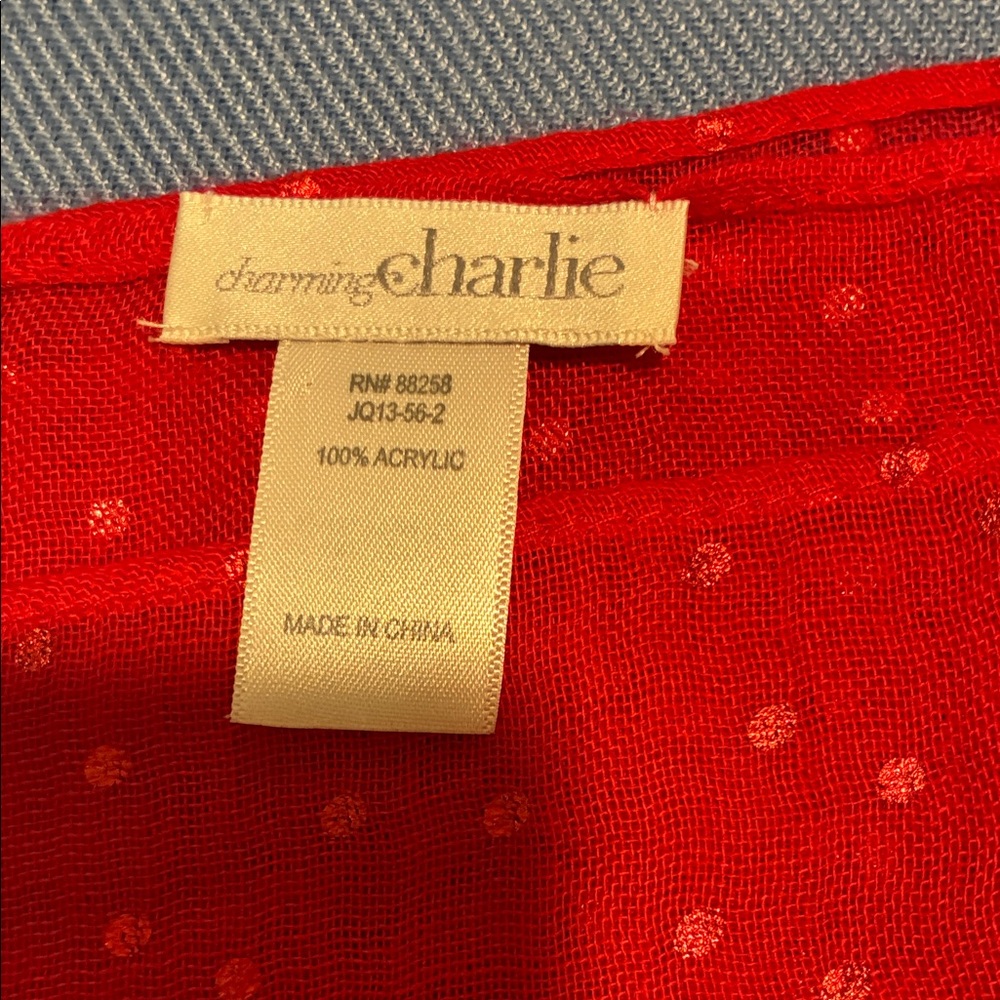 charming charlie
RN# 88258
JQ13-56-2
100% ACRYLIC
MADE IN CHINA